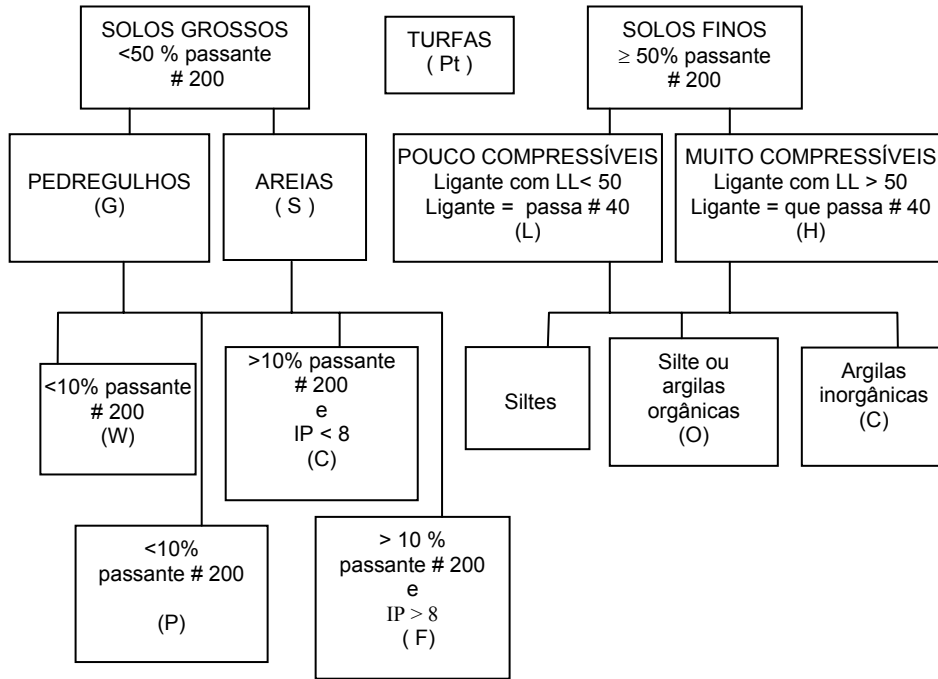 SOLOS GROSSOS
<50 % passante
# 200
TURFAS
( Pt )
SOLOS FINOS
≥ 50% passante
# 200
PEDREGULHOS
(G)
AREIAS
( S )
POUCO COMPRESSÍVEIS
Ligante com LL< 50
Ligante = passa # 40
(L)
MUITO COMPRESSÍVEIS
Ligante com LL > 50
Ligante = que passa # 40
(H)
<10% passante
# 200
(W)
>10% passante
# 200
e
IP < 8
(C)
Siltes
Silte ou
argilas
orgânicas
(O)
Argilas
inorgânicas
(C)
<10%
passante # 200
(P)
> 10 %
passante # 200
e
IP > 8
( F)